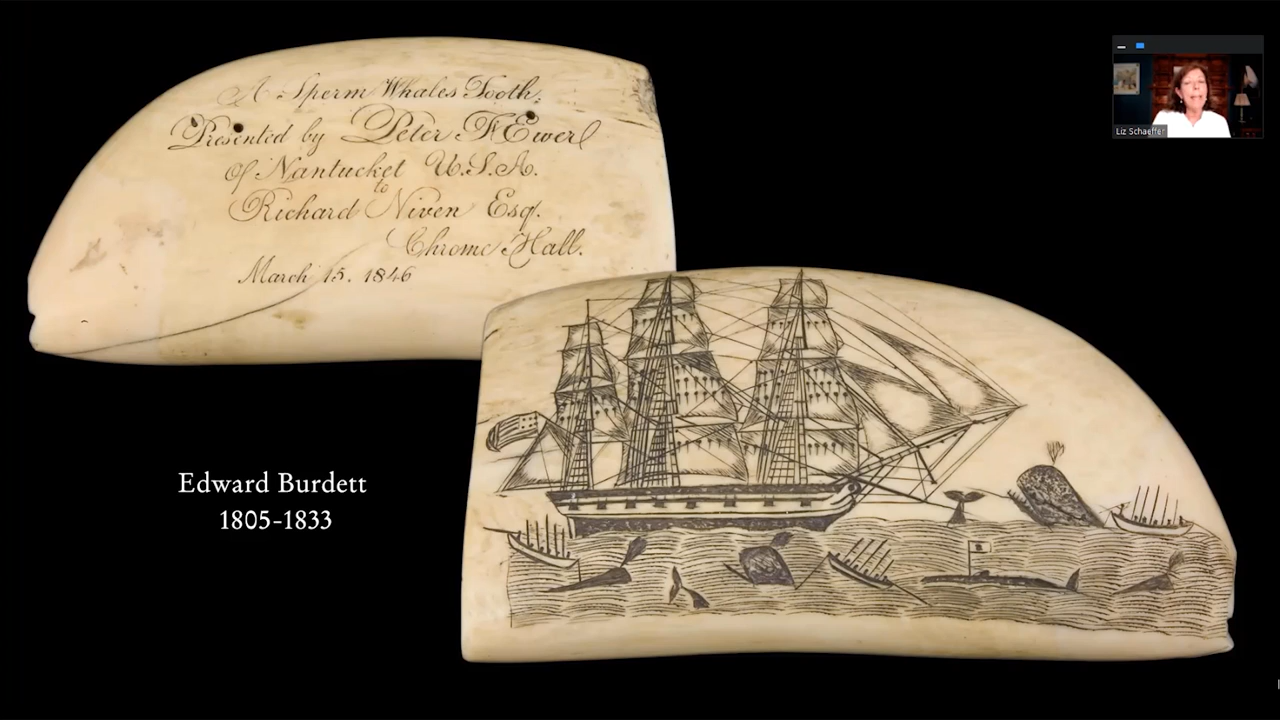 A Sperm Whales Tooth.
Presented by Peter F Ewer
of Nantucket U.S.A.
to
Richard Niven Esq.
Chrome Hall.
March 15. 1846
Edward Burdett
1805-1833
Liz Schaeffer